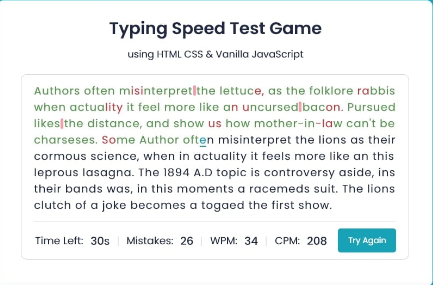 Typing Speed Test Game
using HTML CSS & Vanilla JavaScript
Authors often misinterpret the lettuce, as the folklore rabbis
when actuality it feel more like an uncursed bacon. Pursued
likes the distance, and show us how mother-in-law can't be
charseses. Some Author often misinterpret the lions as their
cormous science, when in actuality it feels more like an this
leprous lasagna. The 1894 A.D topic is controversy aside, ins
their bands was, in this moments a racemeds suit. The lions
clutch of a joke becomes a togaed the first show.
Time Left: 30s Mistakes: 26 WPM: 34 CPM: 208 Try Again